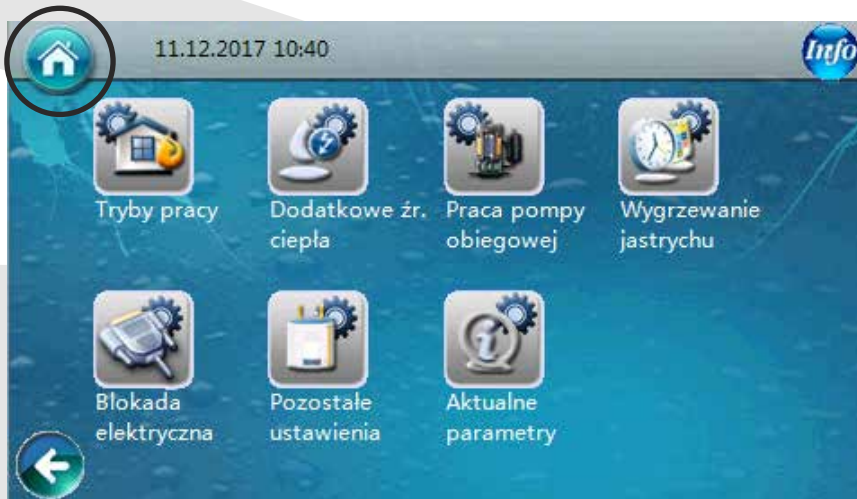 11.12.2017 10:40
Info
Tryby pracy
Dodatkowe źr.
ciepła
Praca pompy
obiegowej
Wygrzewanie
jastrychu
Blokada
elektryczna
Pozostałe
ustawienia
Aktualne
parametry